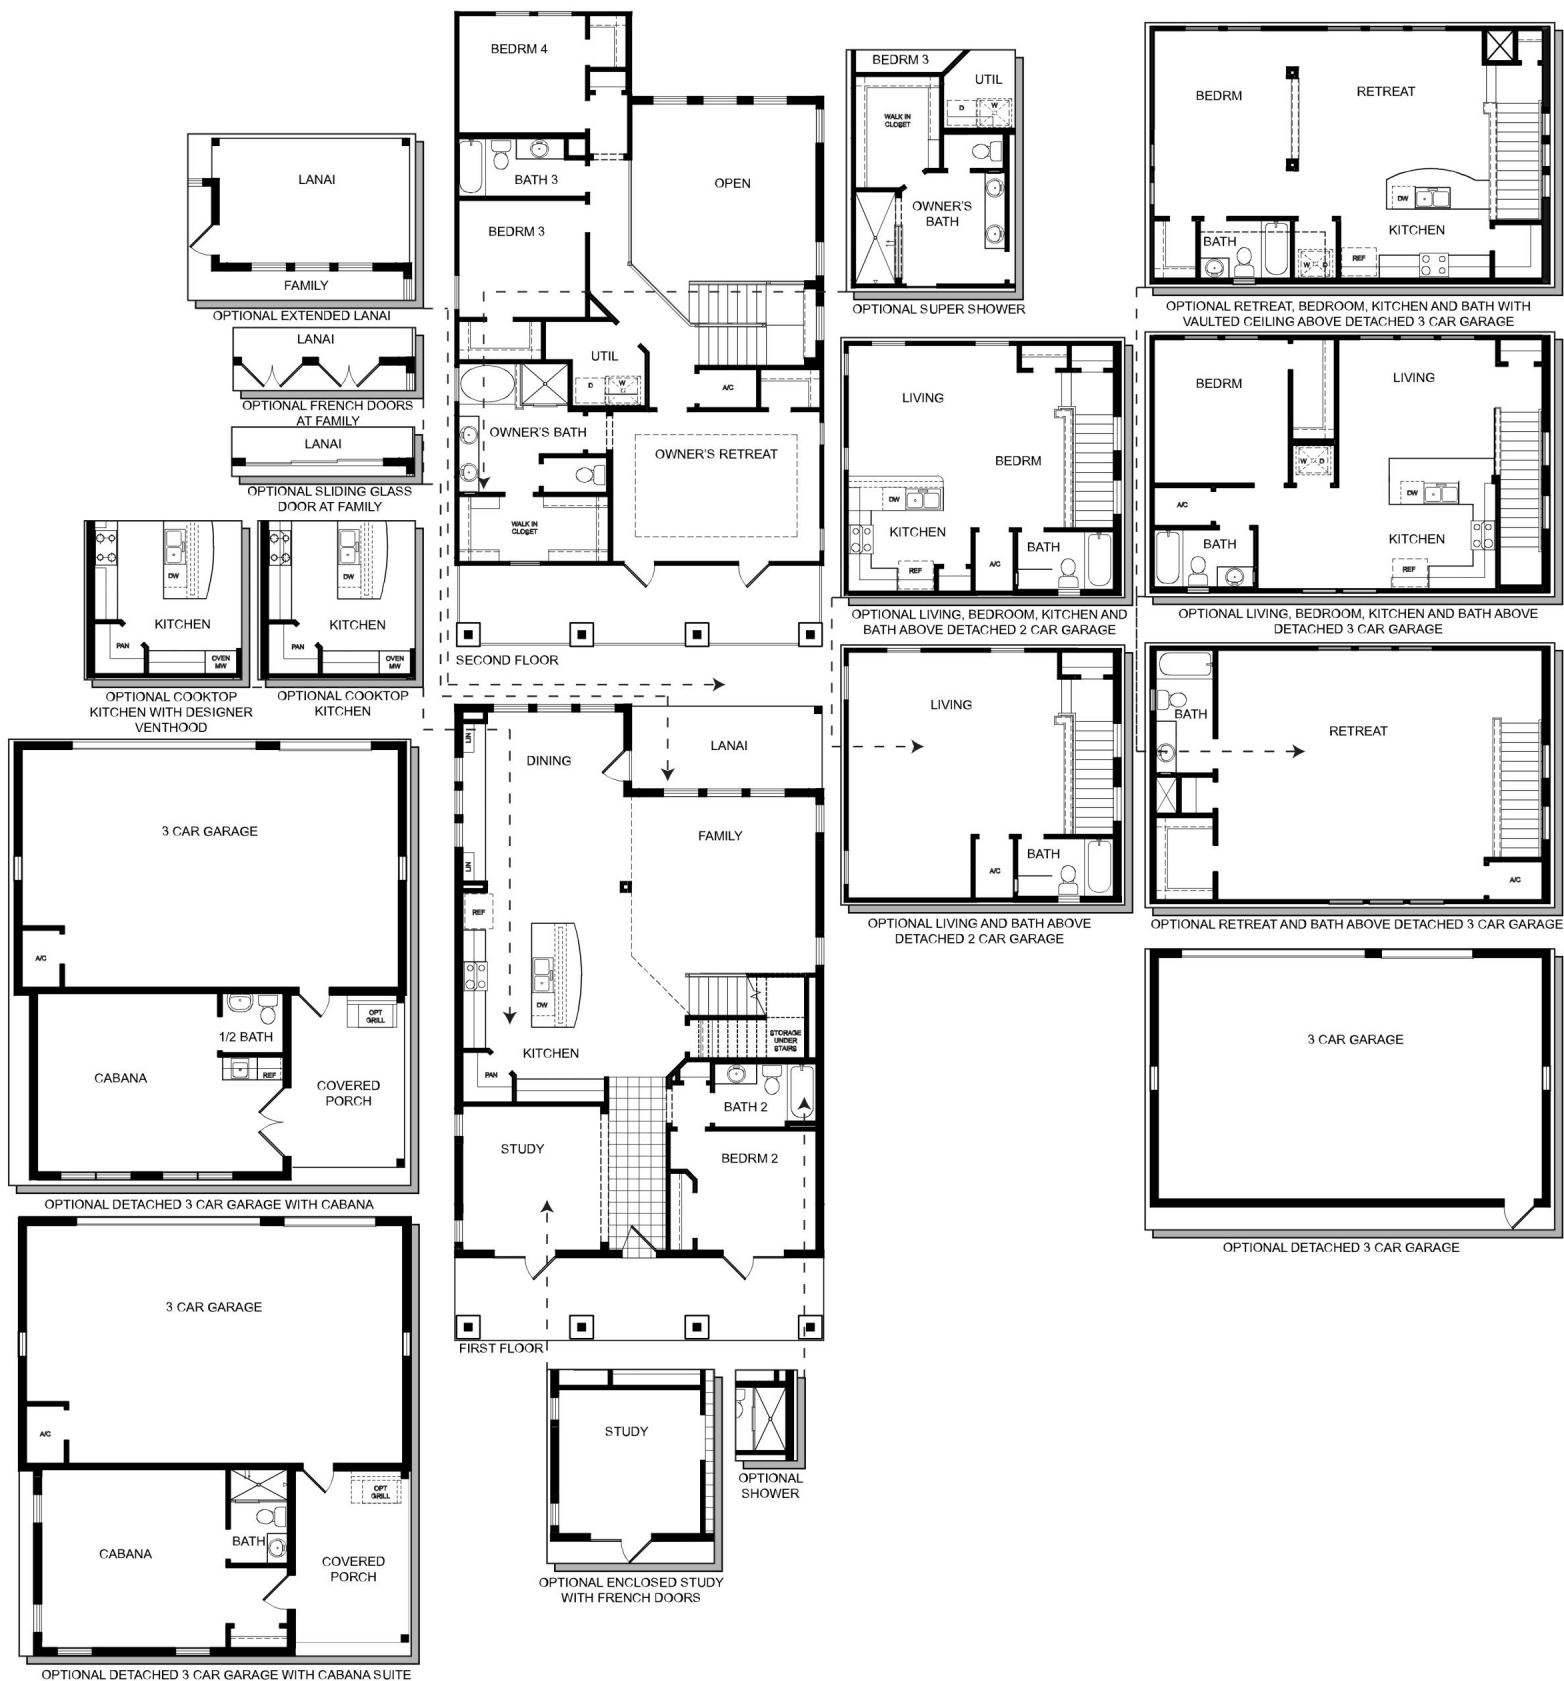 BEDRM 4
BATH 3
BEDRM 3
OPEN
UTIL
D
W
A/C
OWNER'S BATH
OWNER'S RETREAT
WALK IN
CLOSET
SECOND FLOOR
LANAI
FAMILY
OPTIONAL EXTENDED LANAI
LANAI
OPTIONAL FRENCH DOORS
AT FAMILY
LANAI
OPTIONAL SLIDING GLASS
DOOR AT FAMILY
DW
KITCHEN
PAN
OVEN
MW
OPTIONAL COOKTOP
KITCHEN WITH DESIGNER
VENTHOOD
DW
KITCHEN
PAN
OVEN
MW
OPTIONAL COOKTOP
KITCHEN
BEDRM 3
UTIL
D
W
WALK IN
CLOSET
OWNER'S
BATH
OPTIONAL SUPER SHOWER
BEDRM
RETREAT
DW
KITCHEN
BATH
W
D
REF
OPTIONAL RETREAT, BEDROOM, KITCHEN AND BATH WITH
VAULTED CEILING ABOVE DETACHED 3 CAR GARAGE
LIVING
BEDRM
DW
KITCHEN
REF
A/C
BATH
OPTIONAL LIVING, BEDROOM, KITCHEN AND
BATH ABOVE DETACHED 2 CAR GARAGE
BEDRM
LIVING
W
D
DW
A/C
BATH
KITCHEN
REF
OPTIONAL LIVING, BEDROOM, KITCHEN AND BATH ABOVE
DETACHED 3 CAR GARAGE
LIVING
BATH
A/C
OPTIONAL LIVING AND BATH ABOVE
DETACHED 2 CAR GARAGE
BATH
RETREAT
A/C
OPTIONAL RETREAT AND BATH ABOVE DETACHED 3 CAR GARAGE
3 CAR GARAGE
OPTIONAL DETACHED 3 CAR GARAGE
LIN
DINING
LANAI
FAMILY
LIN
REF
DW
KITCHEN
PAN
STORAGE
UNDER
STAIRS
BATH 2
STUDY
BEDRM 2
FIRST FLOOR
3 CAR GARAGE
A/C
1/2 BATH
OPT
GRILL
REF
CABANA
COVERED
PORCH
OPTIONAL DETACHED 3 CAR GARAGE WITH CABANA
3 CAR GARAGE
A/C
OPT
GRILL
BATH
CABANA
COVERED
PORCH
OPTIONAL DETACHED 3 CAR GARAGE WITH CABANA SUITE
STUDY
OPTIONAL ENCLOSED STUDY
WITH FRENCH DOORS
OPTIONAL
SHOWER